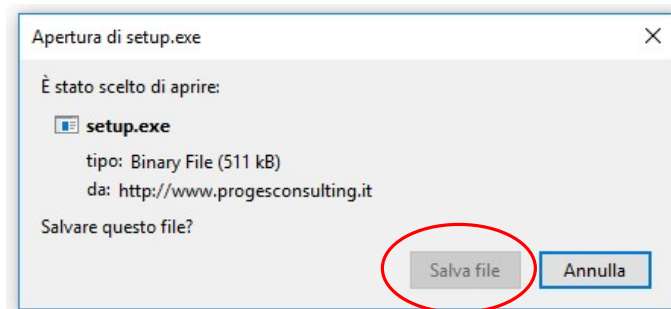 Apertura di setup.exe
È stato scelto di aprire:
setup.exe
tipo: Binary File (511 kB)
da: http://www.progesconsulting.it
Salvare questo file?
Salva file Annulla